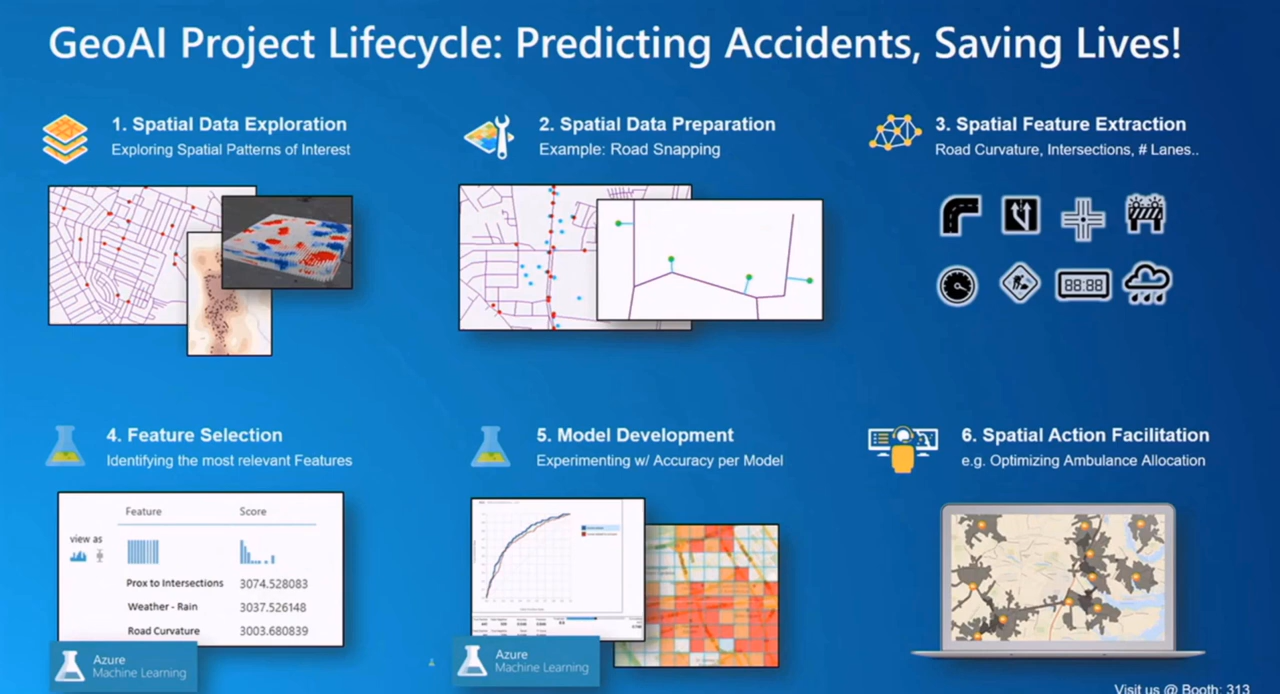 GeoAI Project Lifecycle: Predicting Accidents, Saving Lives!
1. Spatial Data Exploration
Exploring Spatial Patterns of Interest
2. Spatial Data Preparation
Example: Road Snapping
3. Spatial Feature Extraction
Road Curvature, Intersections, # Lanes..
88:88
4. Feature Selection
Identifying the most relevant Features
Feature Score
view as
Prox to Intersections 3074.528083
Weather - Rain 3037.526148
Road Curvature 3003.680839
Azure
Machine Learning
5. Model Development
Experimenting w/ Accuracy per Model
Azure
Machine Learning
6. Spatial Action Facilitation
e.g. Optimizing Ambulance Allocation
Visit us @ Booth: 313